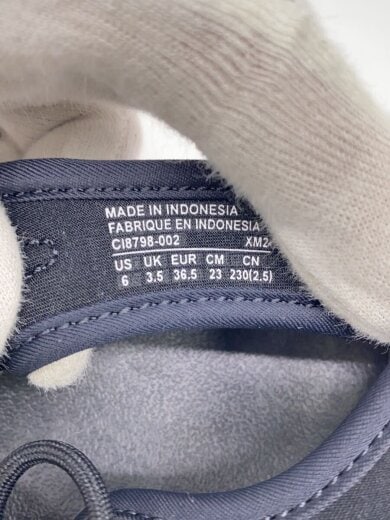 MADE IN INDONESIA
FABRIQUE EN INDONESIA
CI8798-002 XM24
US UK EUR CM CN
6 3.5 36.5 23 230(2.5)